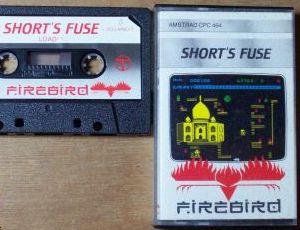 SHORT'S FUSE
LOAD""
FIREBIRD
AMSTRAD CPC 464
SHORT'S FUSE
FIREBIRD